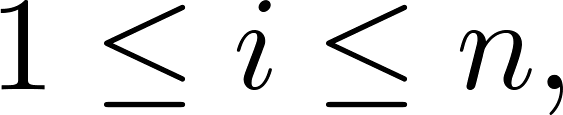 1 ≤ i ≤ n,